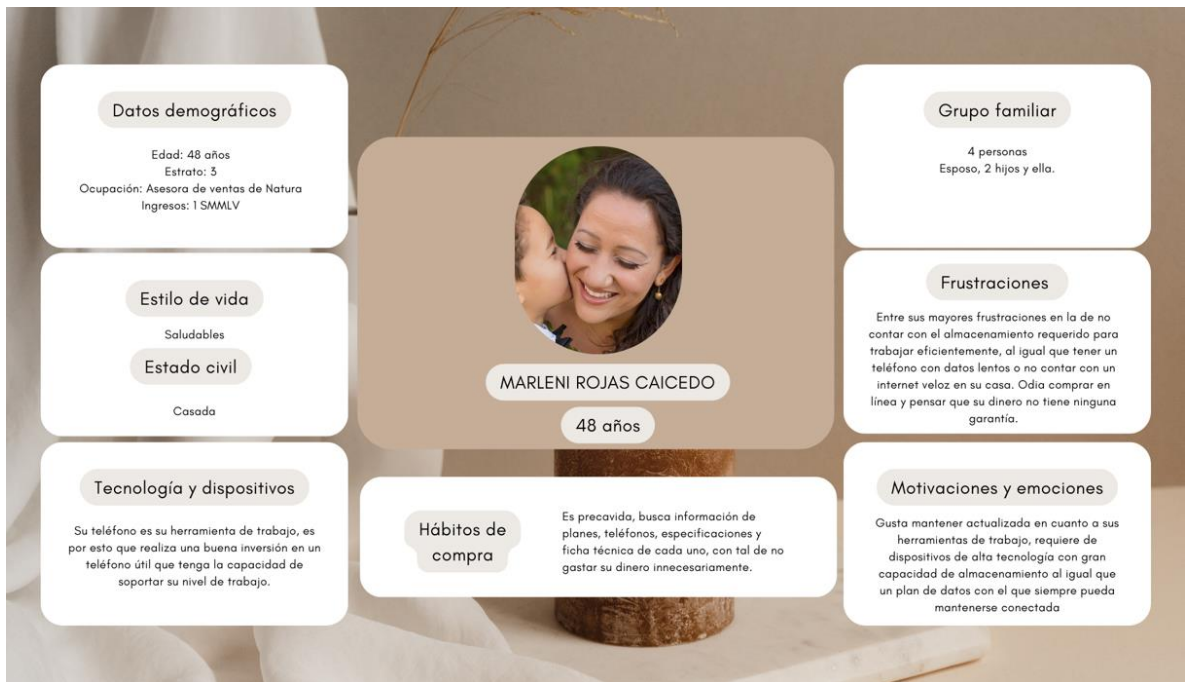 Datos demográficos
Edad: 48 años
Estrato: 3
Ocupación: Asesora de ventas de Natura
Ingresos: 1 SMMLV
Estilo de vida
Saludables
Estado civil
Casada
Tecnología y dispositivos
Su teléfono es su herramienta de trabajo, es
por esto que realiza una buena inversión en un
teléfono útil que tenga la capacidad de
soportar su nivel de trabajo.
MARLENI ROJAS CAICEDO
48 años
Hábitos de
compra
Es precavida, busca información de
planes, teléfonos, especificaciones y
ficha técnica de cada uno, con tal de no
gastar su dinero innecesariamente.
Grupo familiar
4 personas
Esposo, 2 hijos y ella.
Frustraciones
Entre sus mayores frustraciones en la de no
contar con el almacenamiento requerido para
trabajar eficientemente, al igual que tener un
teléfono con datos lentos o no contar con un
internet veloz en su casa. Odia comprar en
línea y pensar que su dinero no tiene ninguna
garantía.
Motivaciones y emociones
Gusta mantener actualizada en cuanto a sus
herramientas de trabajo, requiere de
dispositivos de alta tecnología con gran
capacidad de almacenamiento al igual que
un plan de datos con el que siempre pueda
mantenerse conectada